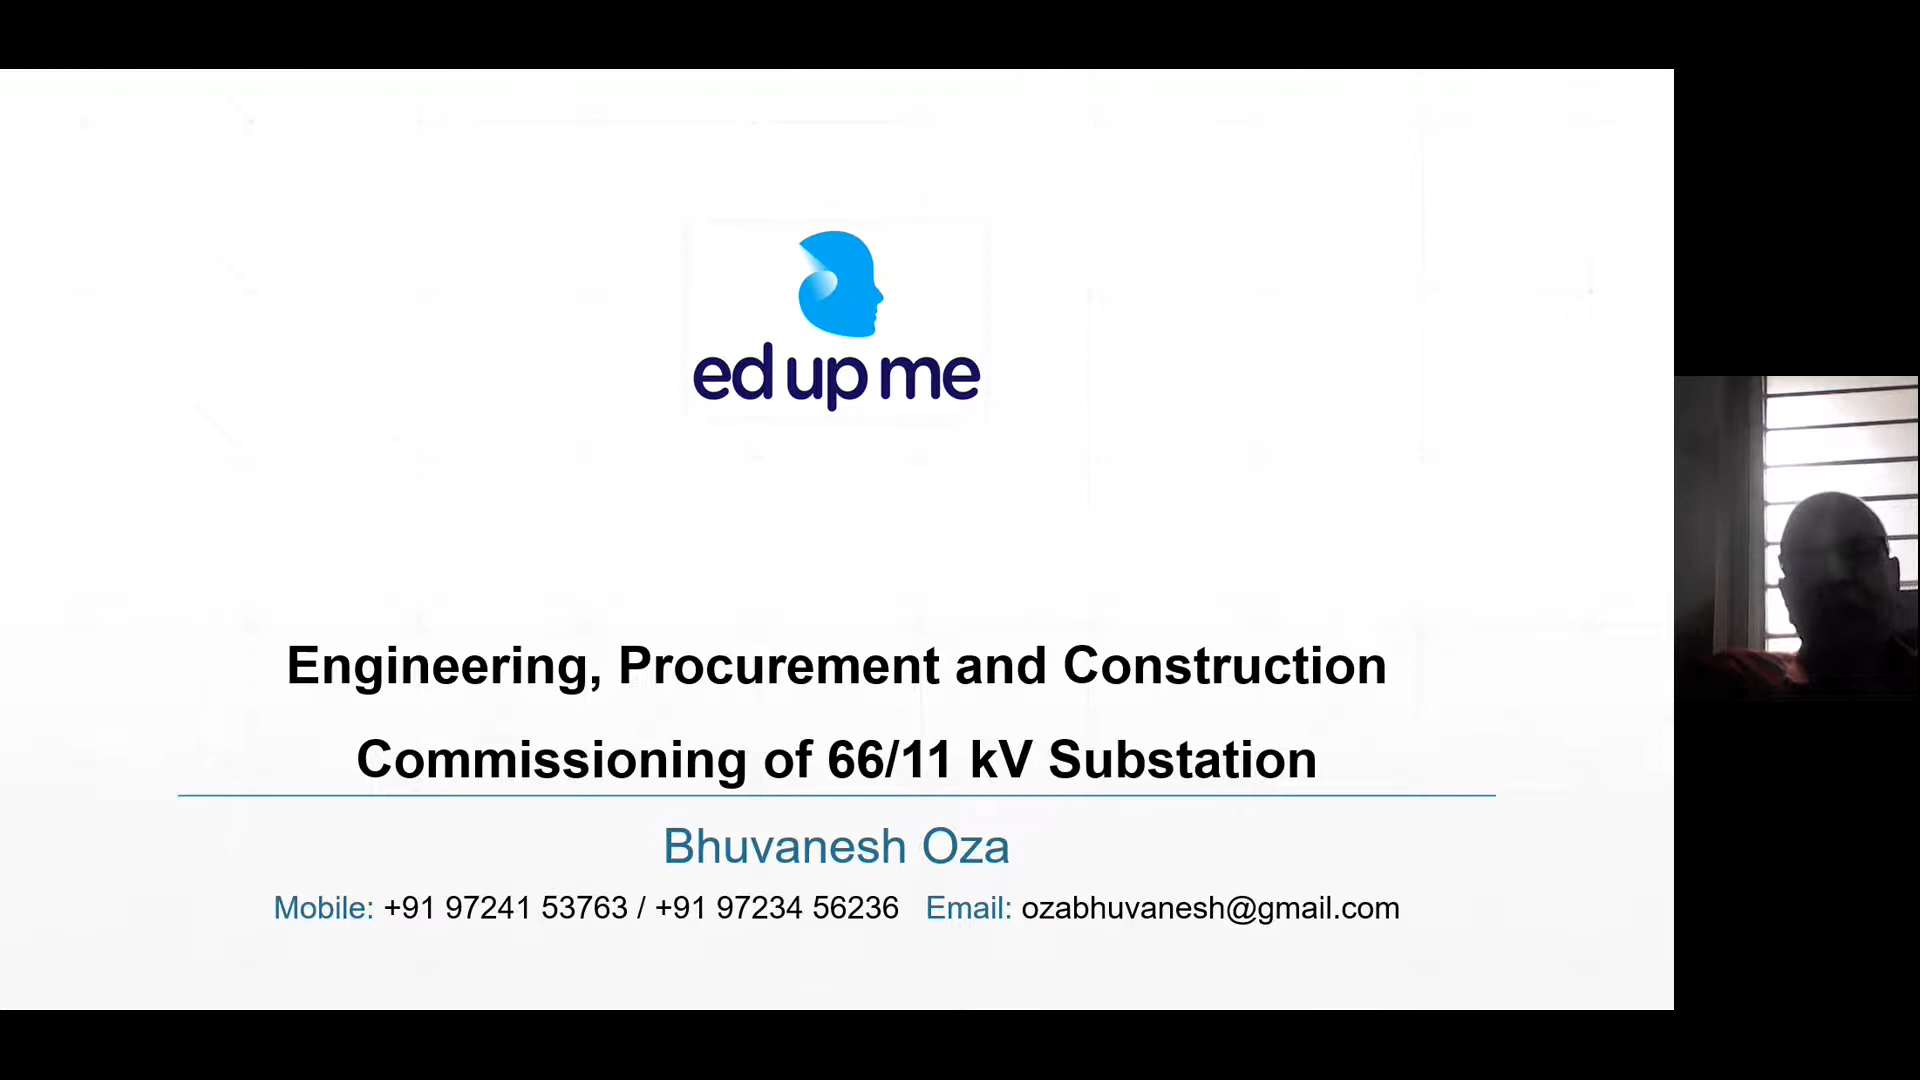 ed up me
Engineering, Procurement and Construction
Commissioning of 66/11 kV Substation
Bhuvanesh Oza
Mobile: +91 97241 53763 / +91 97234 56236 Email: ozabhuvanesh@gmail.com